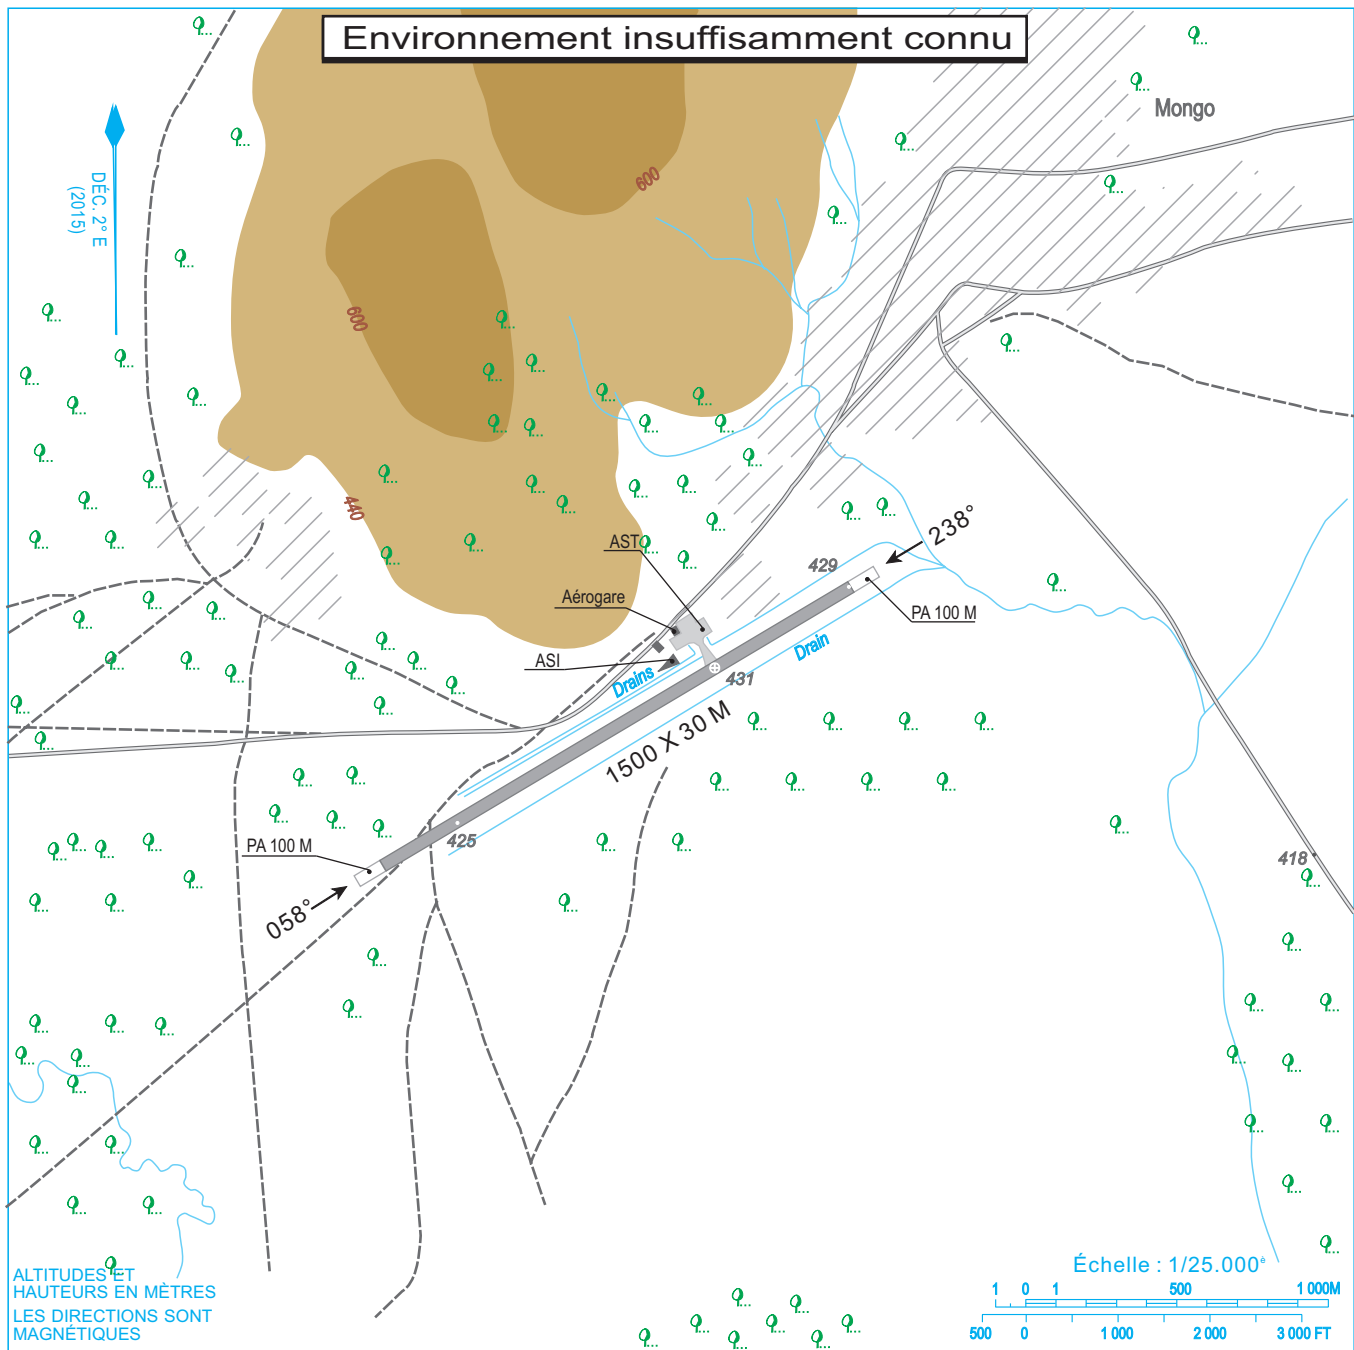 Environnement insuffisamment connu
Mongo
DÉC. 2° E
(2015)
600
600
440
AST
429
238°
Aérogare
PA 100 M
ASI
Drains
Drain
431
1500 X 30 M
425
PA 100 M
418
058°
ALTITUDES ET
HAUTEURS EN MÈTRES
LES DIRECTIONS SONT
MAGNÉTIQUES
Échelle : 1/25.000è
1 0 1 500 1 000M
500 0 1 000 2 000 3 000 FT